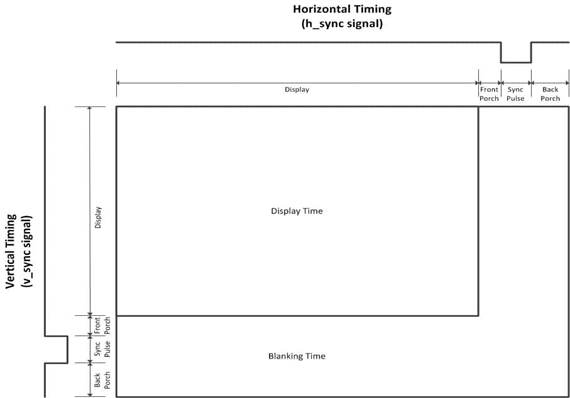 Horizontal Timing
(h_sync signal)
Display
Front
Porch
Sync
Pulse
Back
Porch
Vertical Timing
(v_sync signal)
Display
Display Time
Front
Porch
Sync
Pulse
Back
Porch
Blanking Time